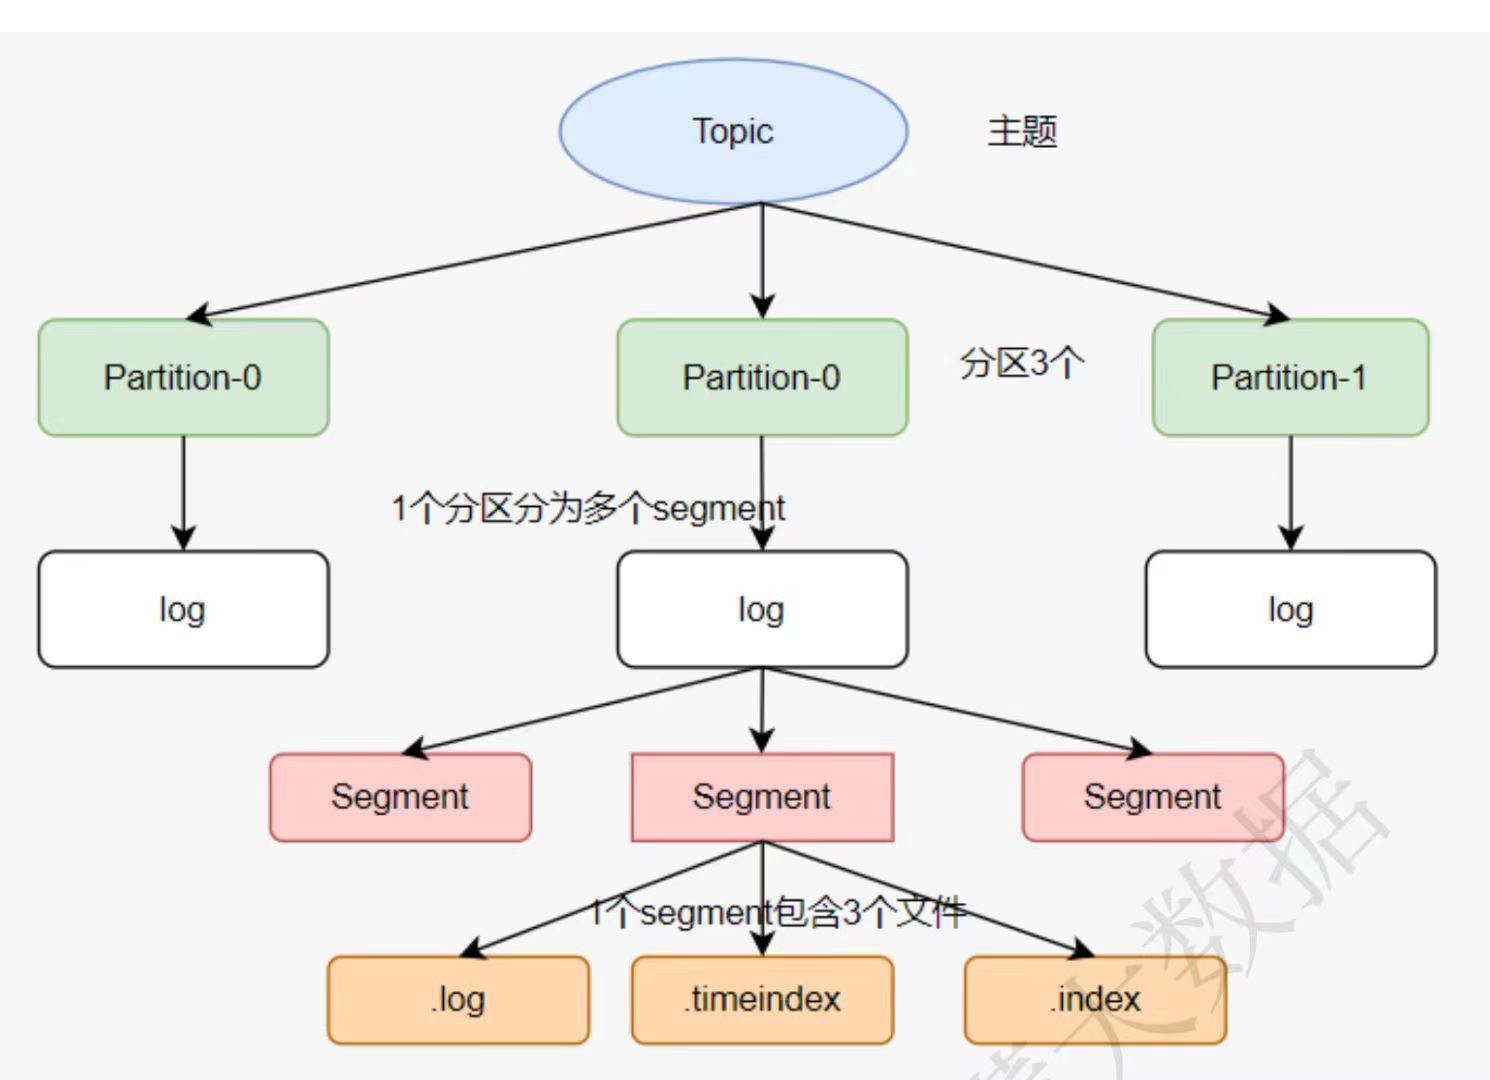 Topic
主题
Partition-0
Partition-0
分区3个
Partition-1
1个分区分为多个segment
log
log
log
Segment
Segment
Segment
1个segment包含3个文件
.log
.timeindex
.index
大数据